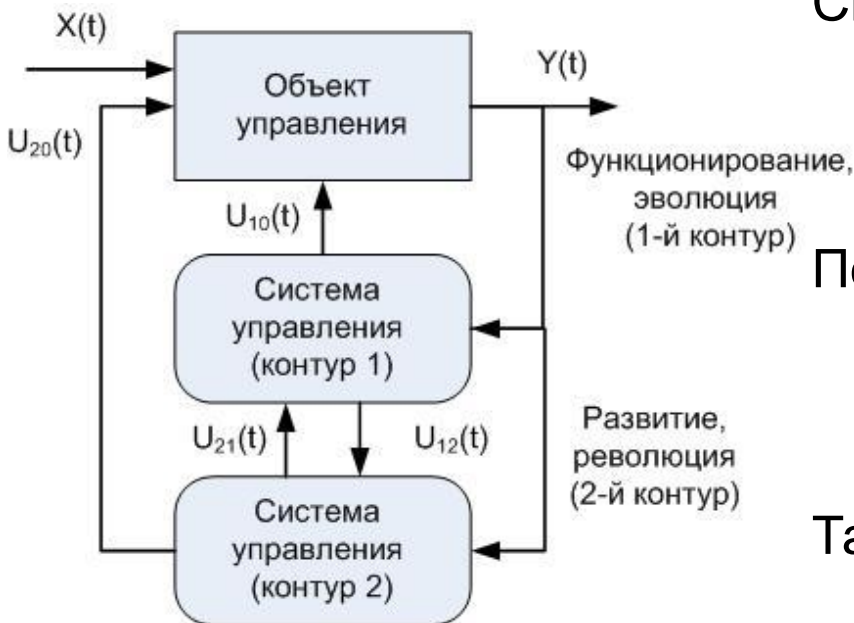 X(t)
Объект
управления
Y(t)
U₂₀(t)
Функционирование,
эволюция
(1-й контур)
U₁₀(t)
Система
управления
(контур 1)
U₂₁(t)
U₁₂(t)
Развитие,
революция
(2-й контур)
Система
управления
(контур 2)